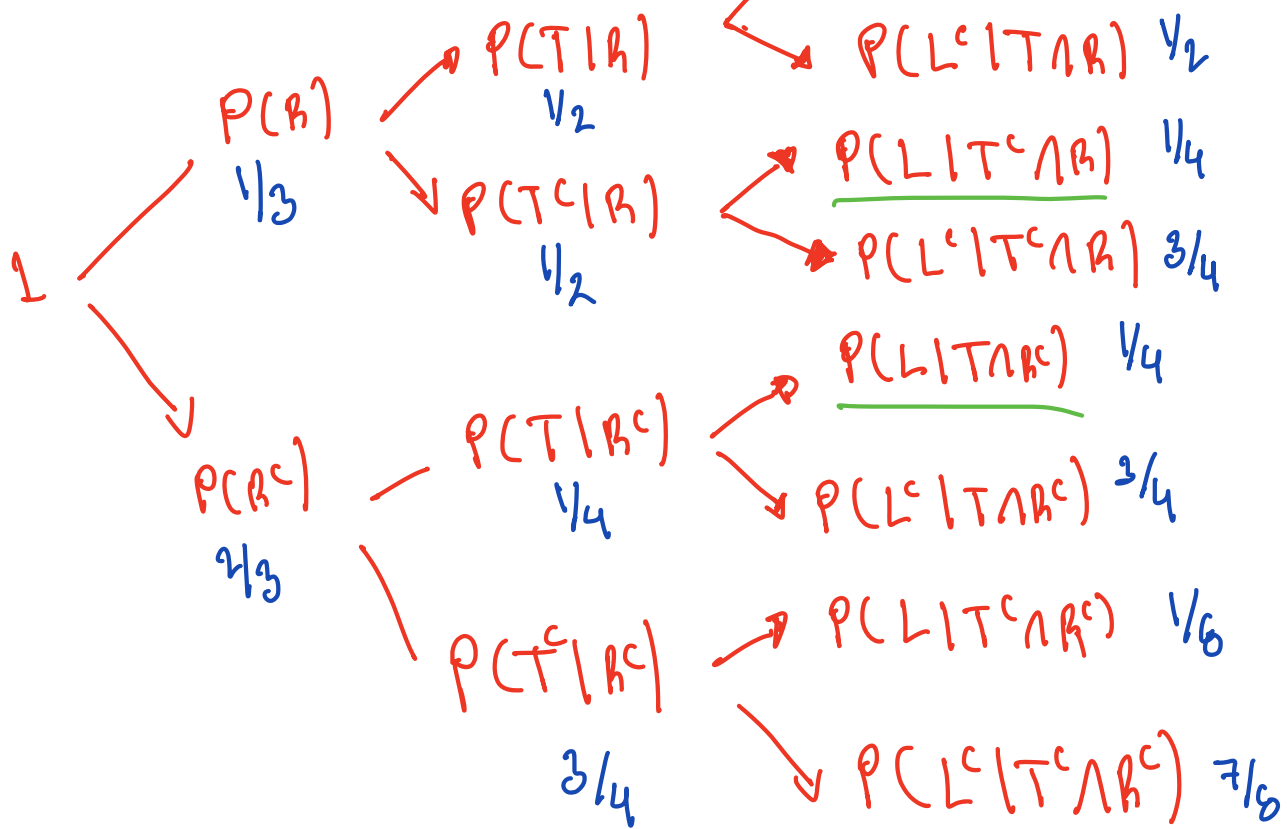 P(T|R)
1/2
P(L^c|T∩R) 1/2
P(R)
1/3
P(L|T^c∩R) 1/4
P(T^c|R)
1/2
P(L^c|T^c∩R) 3/4
1
P(L|T∩R^c) 1/4
P(R^c)
2/3
P(T|R^c)
1/4
P(L^c|T∩R^c) 3/4
P(L|T^c∩R^c) 1/8
P(T^c|R^c)
3/4
P(L^c|T^c∩R^c) 7/8